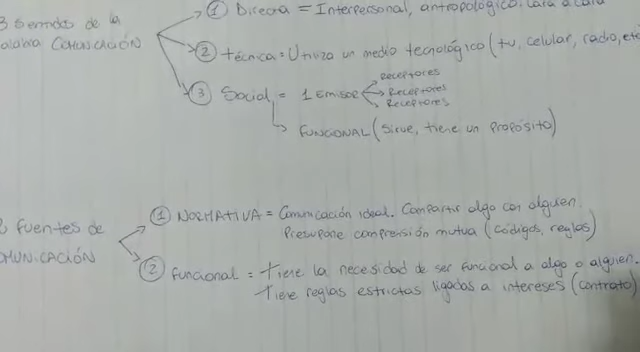 3 sentidos de la
palabra COMUNICACIÓN
① Directa = Interpersonal, antropológico. Cara a cara
② Técnica = Utiliza un medio tecnológico (tv, celular, radio, etc
③ Social = 1 Emisor
Receptores
Receptores
Receptores
FUNCIONAL (Sirve, tiene un propósito)
Fuentes de
COMUNICACIÓN
① NORMATIVA = Comunicación ideal. Compartir algo con alguien.
Presupone comprensión mutua (códigos, reglas)
② Funcional = Tiene la necesidad de ser funcional a algo o alguien.
Tiene reglas estrictas ligadas a intereses (contrato)